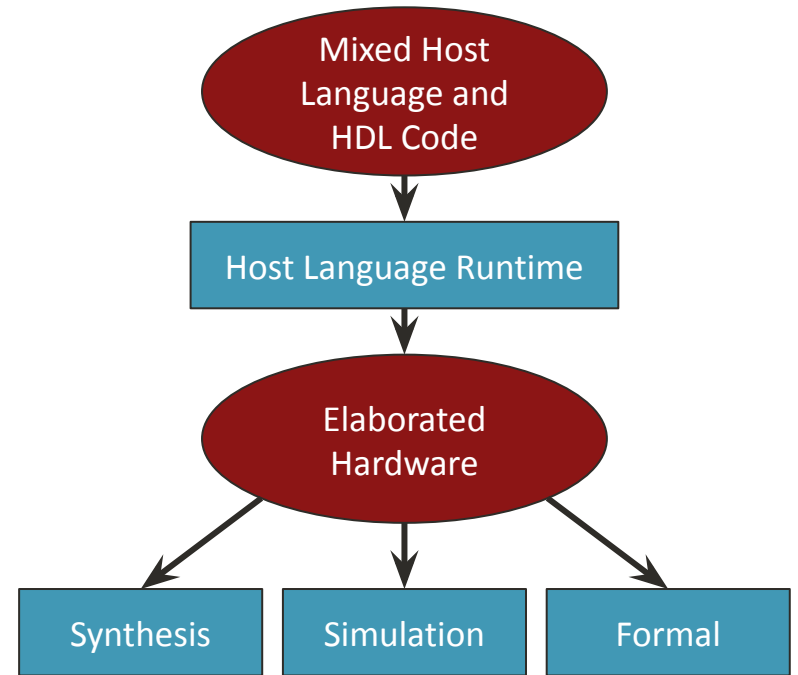 Mixed Host
Language and
HDL Code
Host Language Runtime
Elaborated
Hardware
Synthesis
Simulation
Formal